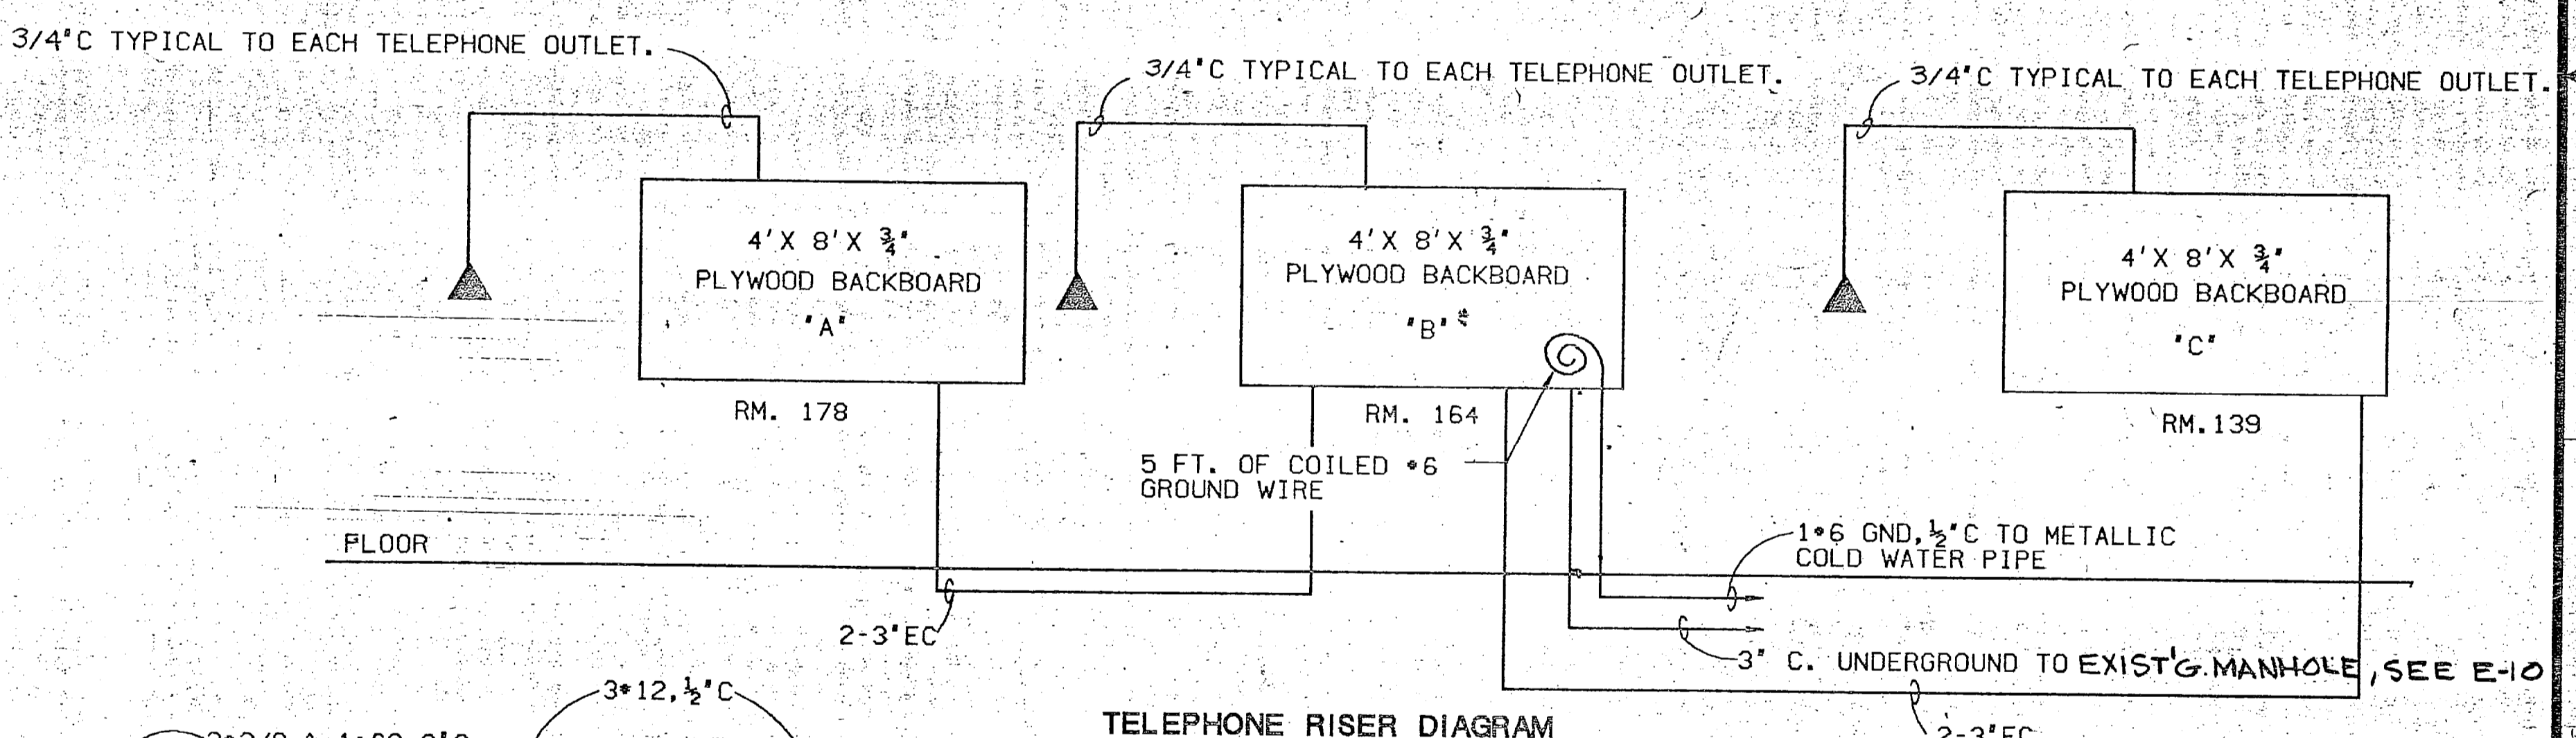 3/4"C TYPICAL TO EACH TELEPHONE OUTLET.
3/4"C TYPICAL TO EACH TELEPHONE OUTLET.
3/4"C TYPICAL TO EACH TELEPHONE OUTLET.
4'X 8'X 3/4"
PLYWOOD BACKBOARD
"A"
RM. 178
4'X 8'X 3/4"
PLYWOOD BACKBOARD
"B" *
RM. 164
4'X 8'X 3/4"
PLYWOOD BACKBOARD
"C"
RM.139
5 FT. OF COILED #6
GROUND WIRE
FLOOR
1#6 GND, 1/2"C TO METALLIC
COLD WATER PIPE
2-3"EC
3" C. UNDERGROUND TO EXIST'G. MANHOLE, SEE E-10
3#12, 1/2"C
TELEPHONE RISER DIAGRAM
2-3"EC